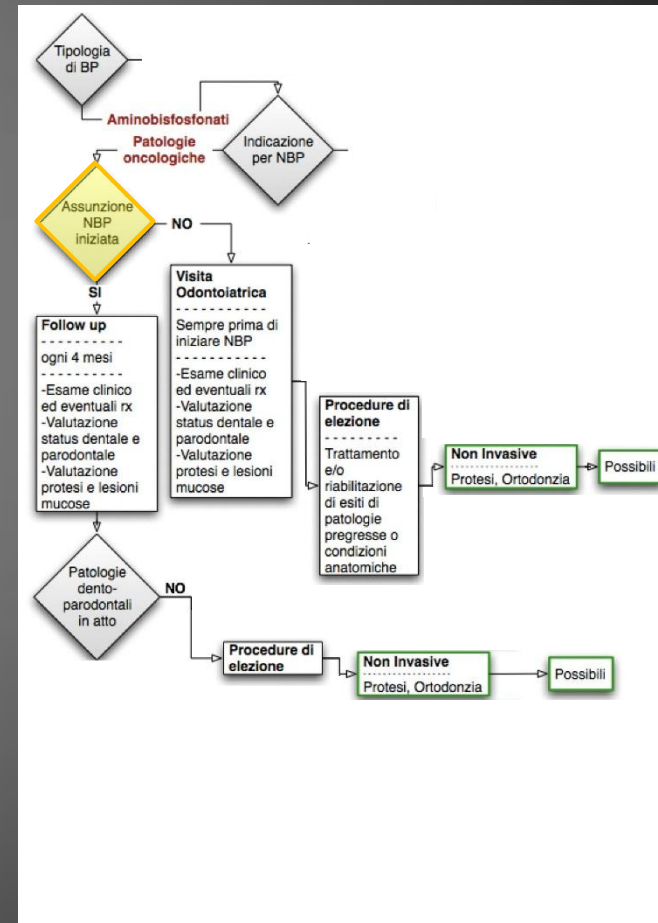 Tipologia
di BP
Aminobisfosfonati
Patologie
oncologiche
Indicazione
per NBP
Assunzione
NBP
iniziata
NO
SI
Follow up
- - - - - - - - - -
ogni 4 mesi
- - - - - - - - - -
-Esame clinico
ed eventuali rx
-Valutazione
status dentale e
parodontale
-Valutazione
protesi e lesioni
mucose
Visita
Odontoiatrica
- - - - - - - - - - -
Sempre prima di
iniziare NBP
- - - - - - - - - - -
-Esame clinico
ed eventuali rx
-Valutazione
status dentale e
parodontale
-Valutazione
protesi e lesioni
mucose
Procedure di
elezione
- - - - - - - - -
Trattamento
e/o
riabilitazione
di esiti di
patologie
pregresse o
condizioni
anatomiche
Non Invasive
Protesi, Ortodonzia
Possibili
Patologie
dento-
parodontali
in atto
NO
Procedure di
elezione
Non Invasive
Protesi, Ortodonzia
Possibili